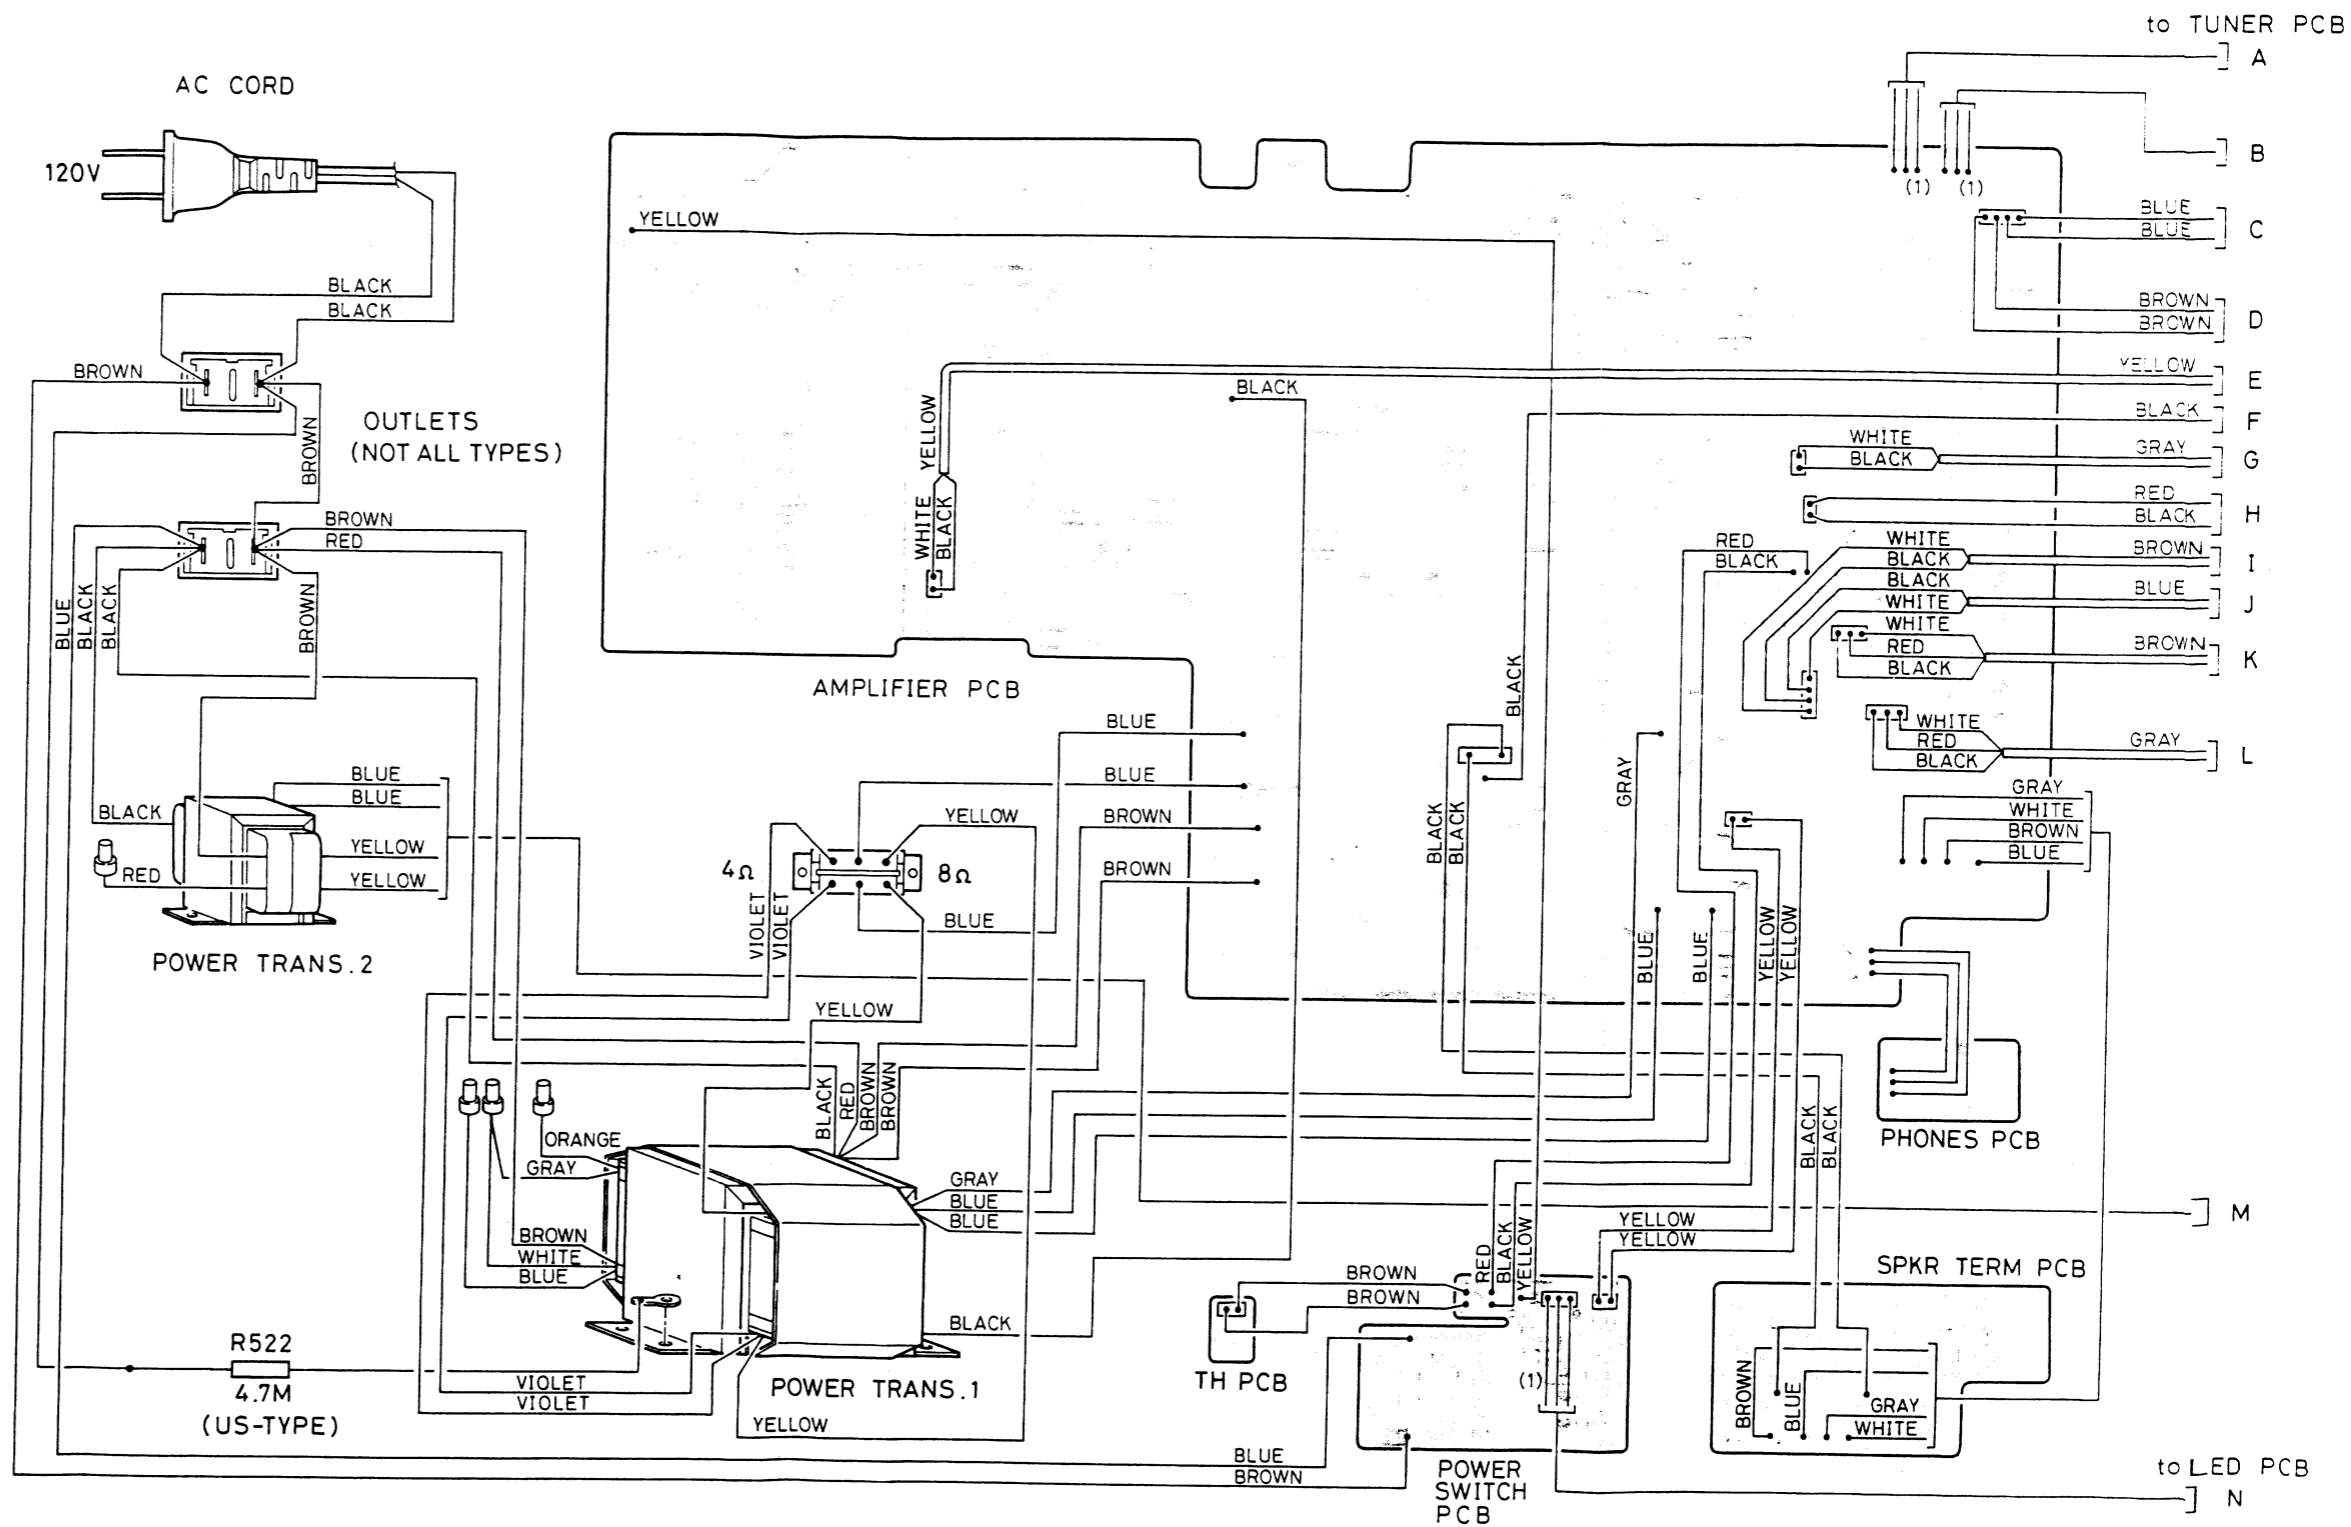 to TUNER PCB
A
AC CORD
120V
B
(1)
(1)
BLUE
BLUE
C
YELLOW
BLACK
BLACK
BROWN
BROWN
D
BROWN
YELLOW
E
BLACK
BLACK
F
OUTLETS
(NOT ALL TYPES)
BROWN
YELLOW
WHITE
BLACK
GRAY
G
RED
BLACK
H
BROWN
RED
WHITE
BLACK
RED
BLACK
WHITE
BLACK
BROWN
I
BLACK
WHITE
BLUE
J
BLUE
BLACK
BLACK
BROWN
WHITE
RED
BLACK
BROWN
K
AMPLIFIER PCB
BLACK
BLUE
WHITE
RED
BLACK
GRAY
L
BLUE
BLUE
BLUE
GRAY
GRAY
WHITE
BROWN
BLUE
BLACK
YELLOW
BROWN
BLACK
BLACK
YELLOW
RED
YELLOW
4Ω
8Ω
BROWN
VIOLET
VIOLET
BLUE
BLUE
BLUE
YELLOW
YELLOW
POWER TRANS.2
YELLOW
BLACK
RED
BROWN
BROWN
BLACK
BLACK
PHONES PCB
ORANGE
GRAY
GRAY
BLUE
BLUE
M
BROWN
WHITE
BLUE
RED
BLACK
YELLOW
YELLOW
YELLOW
BROWN
BROWN
SPKR TERM PCB
BLACK
R522
4.7M
(US-TYPE)
VIOLET
VIOLET
POWER TRANS.1
TH PCB
(1)
BROWN
BLUE
GRAY
WHITE
YELLOW
BLUE
BROWN
POWER
SWITCH
PCB
to LED PCB
N